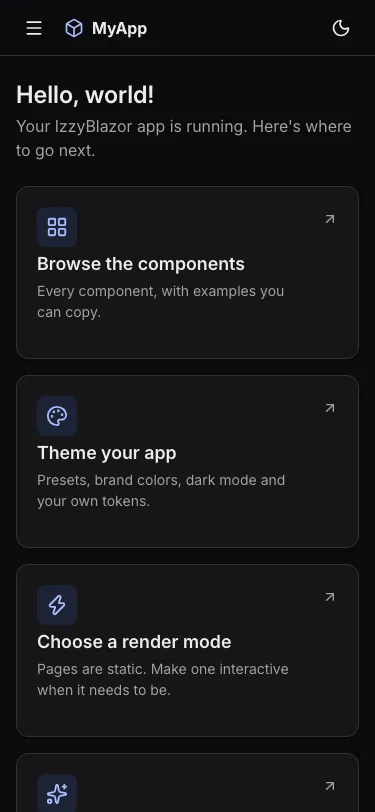 MyApp
Hello, world!
Your IzzyBlazor app is running. Here's where
to go next.
Browse the components
Every component, with examples you
can copy.
Theme your app
Presets, brand colors, dark mode and
your own tokens.
Choose a render mode
Pages are static. Make one interactive
when it needs to be.